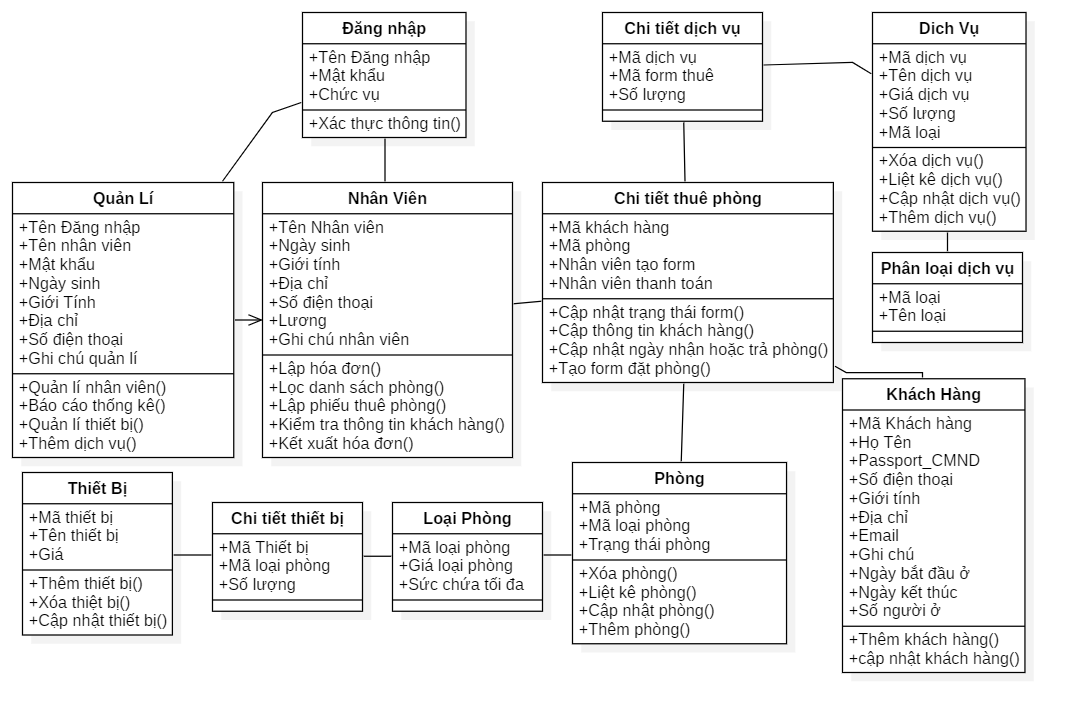 Đăng nhập
+Tên Đăng nhập
+Mật khẩu
+Chức vụ
+Xác thực thông tin()
Chi tiết dịch vụ
+Mã dịch vụ
+Mã form thuê
+Số lượng
Dich Vụ
+Mã dịch vụ
+Tên dịch vụ
+Giá dịch vụ
+Số lượng
+Mã loại
+Xóa dịch vụ()
+Liệt kê dịch vụ()
+Cập nhật dịch vụ()
+Thêm dịch vụ()
Quản Lí
+Tên Đăng nhập
+Tên nhân viên
+Mật khẩu
+Ngày sinh
+Giới Tính
+Địa chỉ
+Số điện thoại
+Ghi chú quản lí
+Quản lí nhân viên()
+Báo cáo thống kê()
+Quản lí thiết bị()
+Thêm dịch vụ()
Nhân Viên
+Tên Nhân viên
+Ngày sinh
+Giới tính
+Địa chỉ
+Số điện thoại
+Lương
+Ghi chú nhân viên
+Lập hóa đơn()
+Lọc danh sách phòng()
+Lập phiếu thuê phòng()
+Kiểm tra thông tin khách hàng()
+Kết xuất hóa đơn()
Chi tiết thuê phòng
+Mã khách hàng
+Mã phòng
+Nhân viên tạo form
+Nhân viên thanh toán
+Cập nhật trạng thái form()
+Cập thông tin khách hàng()
+Cập nhật ngày nhận hoặc trả phòng()
+Tạo form đặt phòng()
Phân loại dịch vụ
+Mã loại
+Tên loại
Khách Hàng
+Mã Khách hàng
+Họ Tên
+Passport_CMND
+Số điện thoại
+Giới tính
+Địa chỉ
+Email
+Ghi chú
+Ngày bắt đầu ở
+Ngày kết thúc
+Số người ở
+Thêm khách hàng()
+cập nhật khách hàng()
Thiết Bị
+Mã thiết bị
+Tên thiết bị
+Giá
+Thêm thiết bị()
+Xóa thiệt bị()
+Cập nhật thiết bị()
Chi tiết thiết bị
+Mã Thiết bị
+Mã loại phòng
+Số lượng
Loại Phòng
+Mã loại phòng
+Giá loại phòng
+Sức chứa tối đa
Phòng
+Mã phòng
+Mã loại phòng
+Trạng thái phòng
+Xóa phòng()
+Liệt kê phòng()
+Cập nhật phòng()
+Thêm phòng()